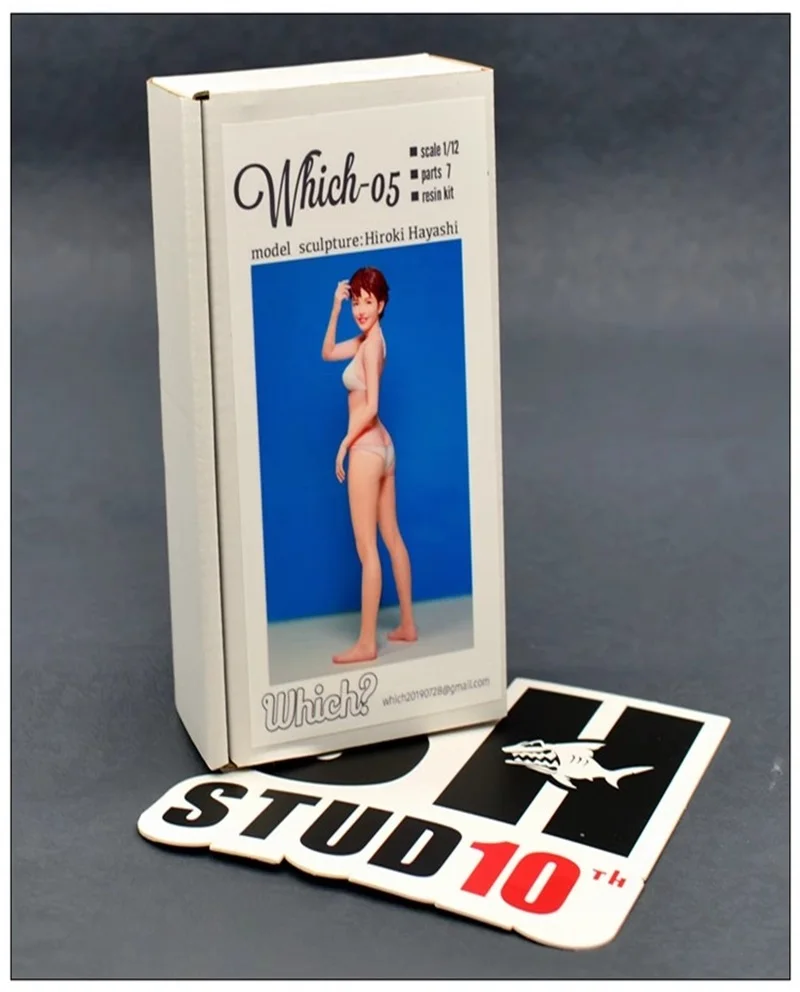 Which-05
■ scale 1/12
■ parts 7
■ resin kit
model sculpture:Hiroki Hayashi
Which?
which20190728@gmail.com
H
STUD10Th